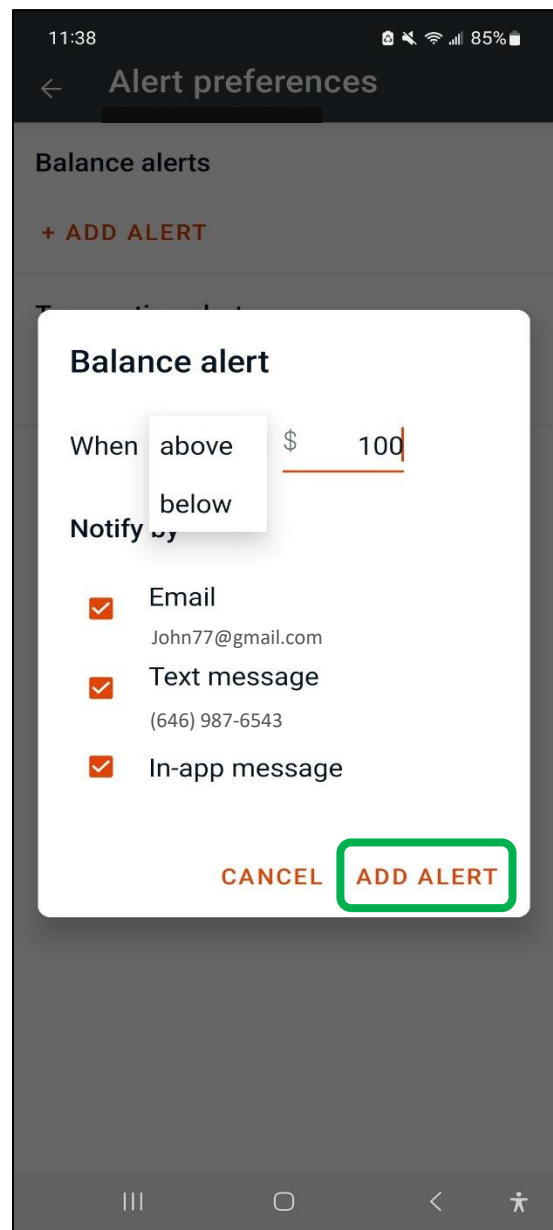 11:38 85%
Alert preferences
Balance alerts
+ ADD ALERT
Balance alert
When above $ 100
below
Notify by
Email
John77@gmail.com
Text message
(646) 987-6543
In-app message
CANCEL ADD ALERT